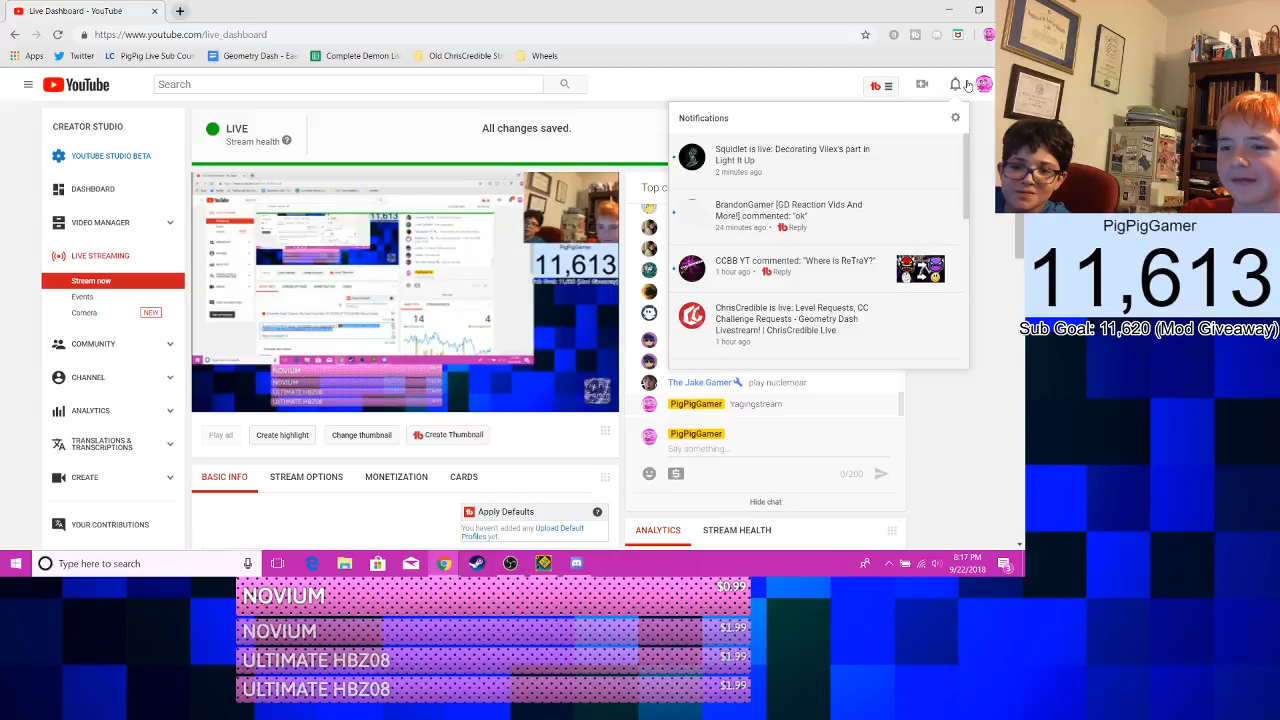 Live Dashboard - YouTube
https://www.youtube.com/live_dashboard
Apps
Twitter
PipPig Live Sub Coun
Geometry Dash - Eas
Complete Demon Lis
Old ChrisCredible St
Wheels
YouTube
Search
CREATOR STUDIO
YOUTUBE STUDIO BETA
DASHBOARD
VIDEO MANAGER
LIVE STREAMING
Stream now
Events
Camera
NEW
COMMUNITY
CHANNEL
ANALYTICS
TRANSLATIONS &
TRANSCRIPTIONS
CREATE
YOUR CONTRIBUTIONS
LIVE
Stream health
All changes saved.
Notifications
Squidlet is live: Decorating Vilex's part in
Light It Up
2 minutes ago
BrandonGamer [GD Reaction Vids And
commented: "ok"
24 minutes ago
Reply
CCBB YT commented: "Where is Porter?"
1 hour ago
Reply
ChrisCredible is live: Level Requests, CC
Challenge Requests - Geometry Dash
with ChrisCredible Live
1 hour ago
The Jake Gamer
play nuclemear
PigPigGamer
!ragingstream
PigPigGamer
Say something...
0/200
Hide chat
ANALYTICS
STREAM HEALTH
Play ad
Create highlight
Change thumbnail
Create Thumbnail
BASIC INFO
STREAM OPTIONS
MONETIZATION
CARDS
Apply Defaults
You haven't added any Upload Default
Profiles yet.
PigPigGamer
11,613
Sub Goal: 11,620 (Mod Giveaway)
Type here to search
8:17 PM
9/22/2018
NOVIUM $0.99
NOVIUM $1.99
ULTIMATE HBZ08 $1.99
ULTIMATE HBZ08 $1.99